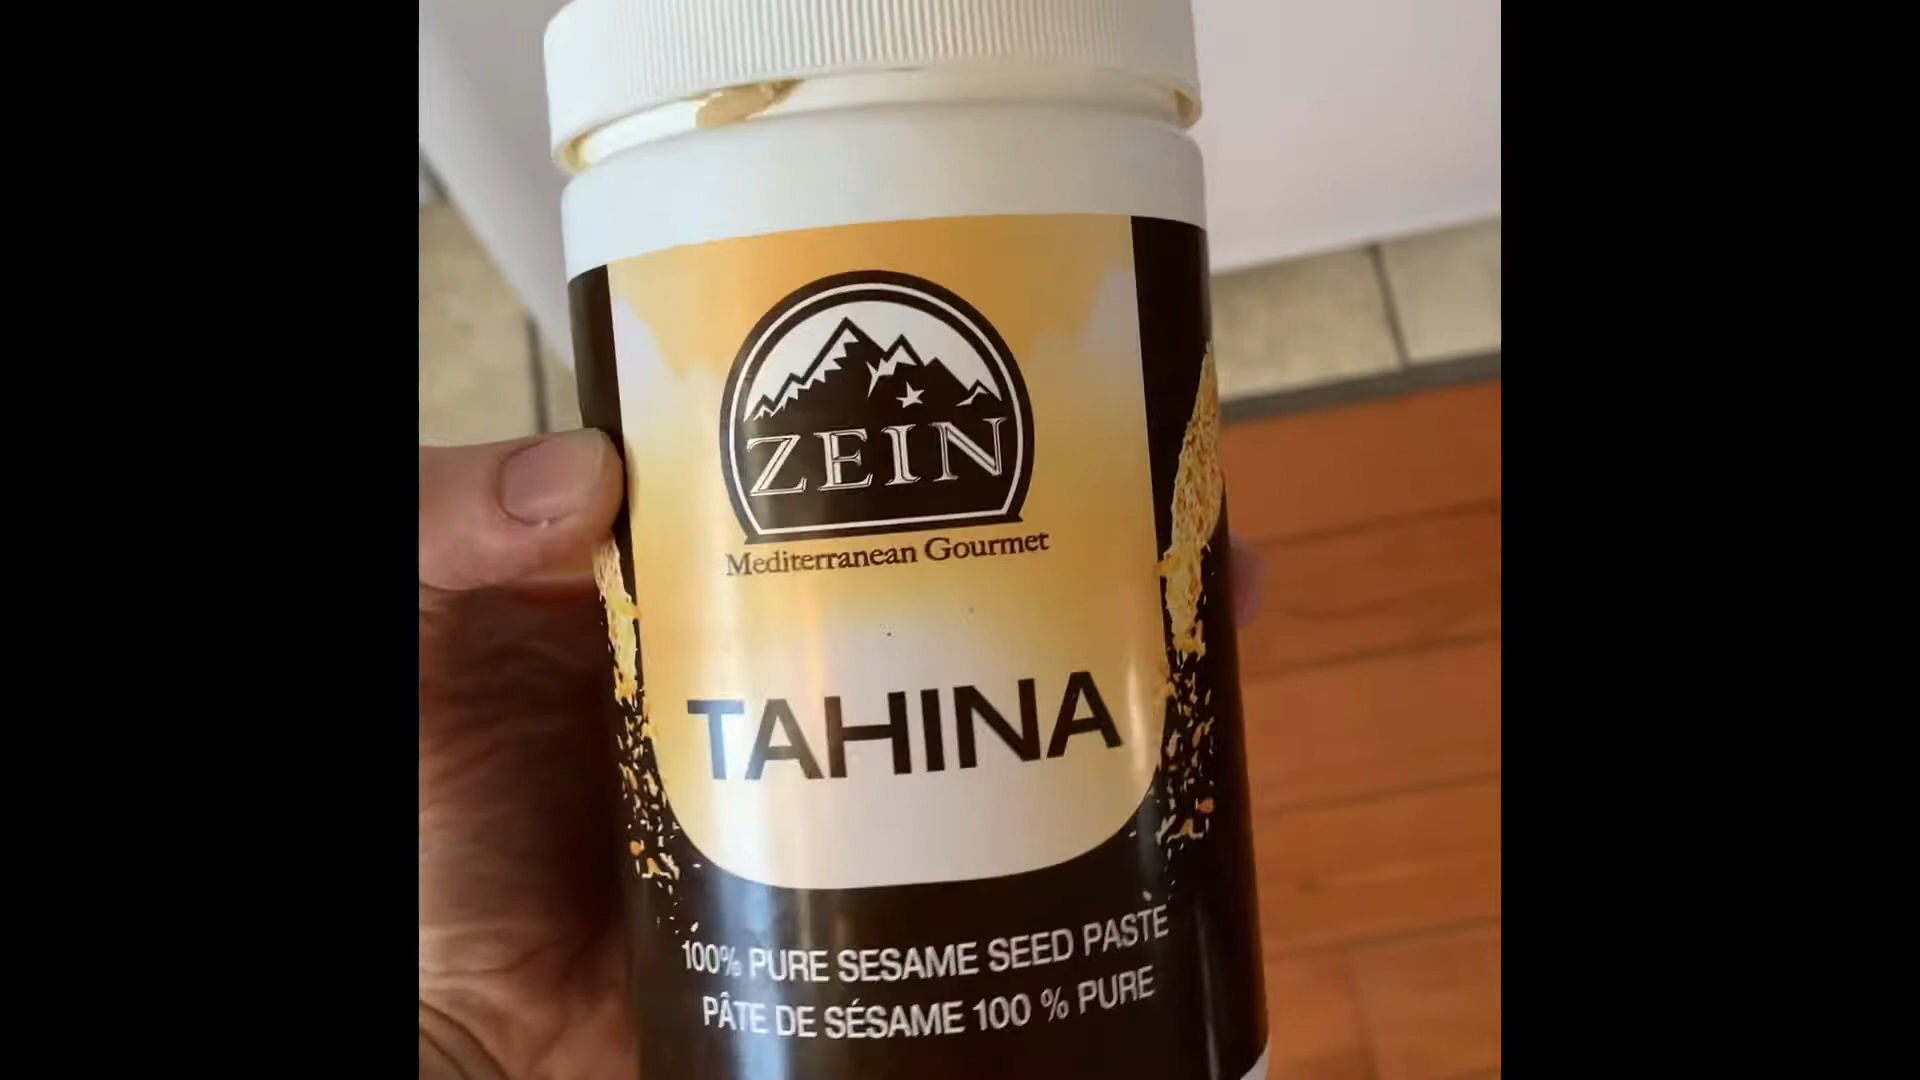 ZEIN
Mediterranean Gourmet
TAHINA
100% PURE SESAME SEED PASTE
PÂTE DE SÉSAME 100 % PURE